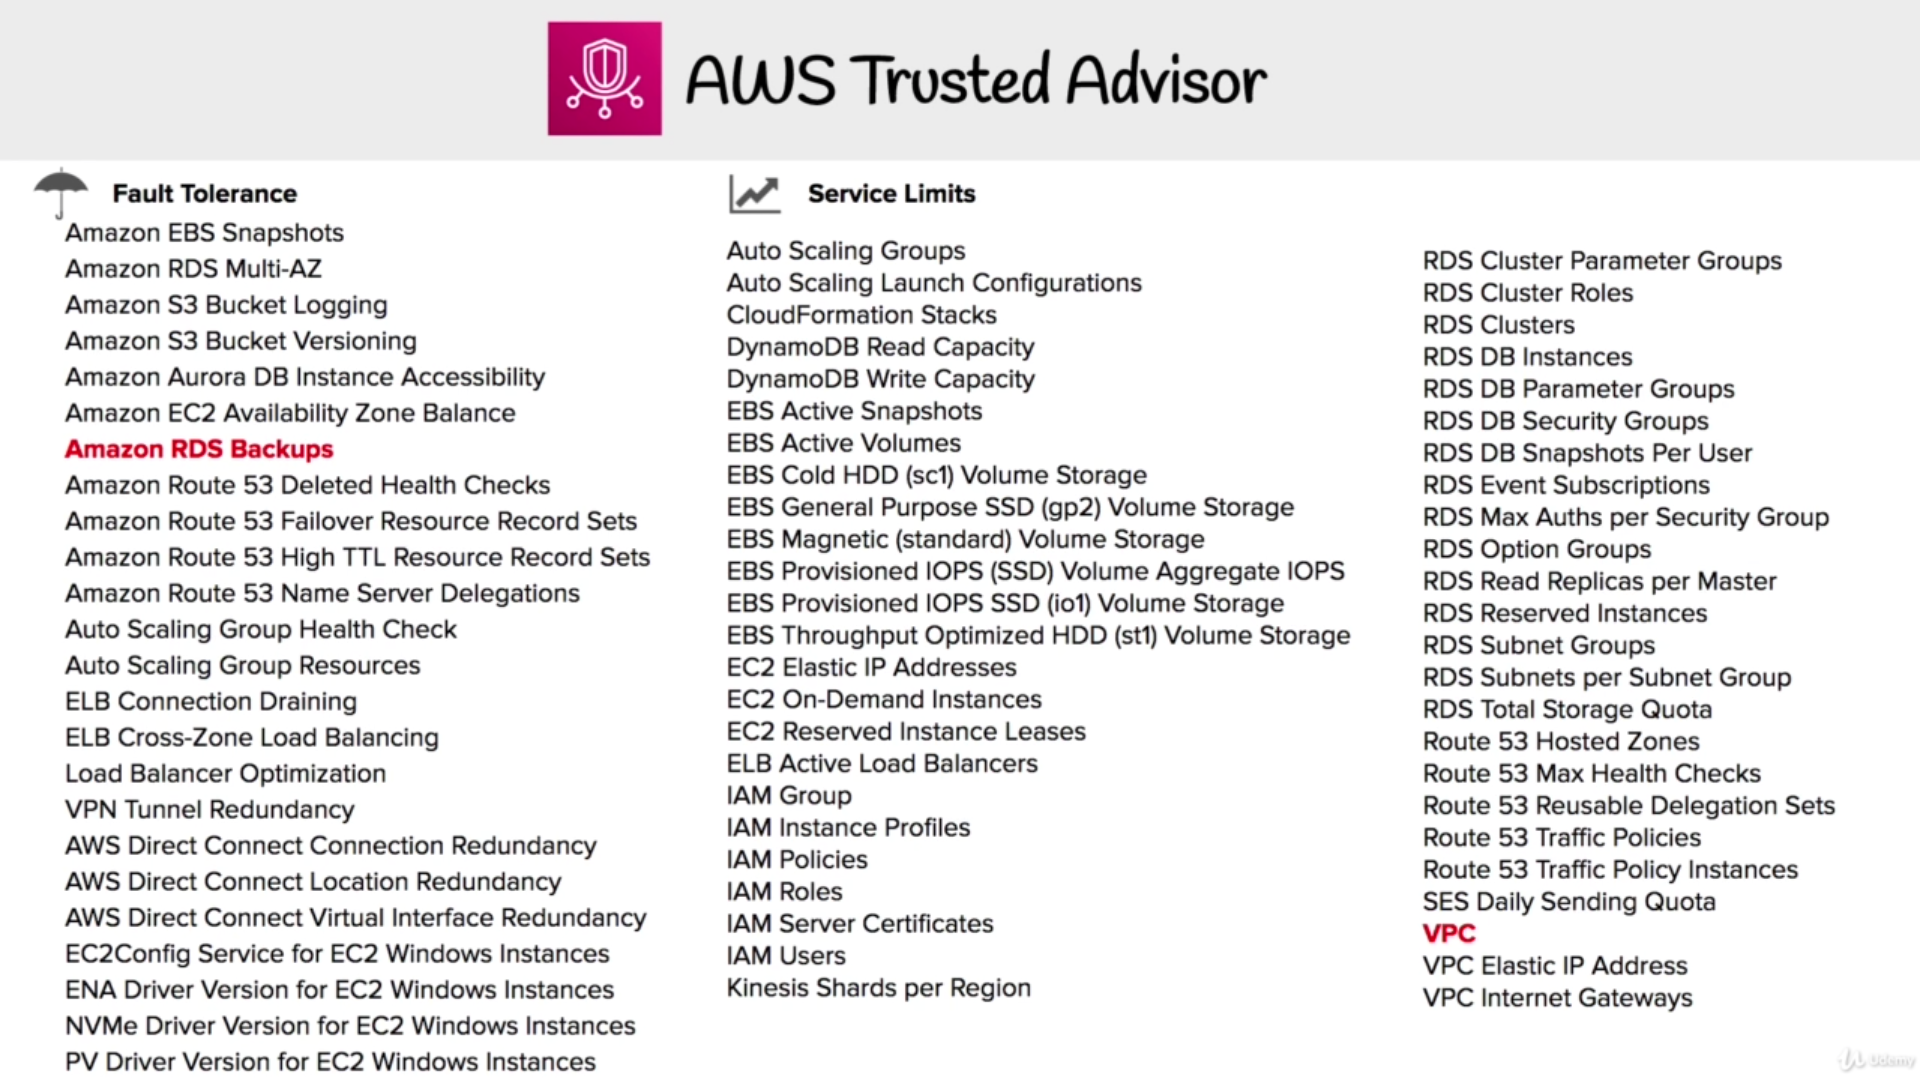 AWS Trusted Advisor
Fault Tolerance
Amazon EBS Snapshots
Amazon RDS Multi-AZ
Amazon S3 Bucket Logging
Amazon S3 Bucket Versioning
Amazon Aurora DB Instance Accessibility
Amazon EC2 Availability Zone Balance
Amazon RDS Backups
Amazon Route 53 Deleted Health Checks
Amazon Route 53 Failover Resource Record Sets
Amazon Route 53 High TTL Resource Record Sets
Amazon Route 53 Name Server Delegations
Auto Scaling Group Health Check
Auto Scaling Group Resources
ELB Connection Draining
ELB Cross-Zone Load Balancing
Load Balancer Optimization
VPN Tunnel Redundancy
AWS Direct Connect Connection Redundancy
AWS Direct Connect Location Redundancy
AWS Direct Connect Virtual Interface Redundancy
EC2Config Service for EC2 Windows Instances
ENA Driver Version for EC2 Windows Instances
NVMe Driver Version for EC2 Windows Instances
PV Driver Version for EC2 Windows Instances
Service Limits
Auto Scaling Groups
Auto Scaling Launch Configurations
CloudFormation Stacks
DynamoDB Read Capacity
DynamoDB Write Capacity
EBS Active Snapshots
EBS Active Volumes
EBS Cold HDD (sc1) Volume Storage
EBS General Purpose SSD (gp2) Volume Storage
EBS Magnetic (standard) Volume Storage
EBS Provisioned IOPS (SSD) Volume Aggregate IOPS
EBS Provisioned IOPS SSD (io1) Volume Storage
EBS Throughput Optimized HDD (st1) Volume Storage
EC2 Elastic IP Addresses
EC2 On-Demand Instances
EC2 Reserved Instance Leases
ELB Active Load Balancers
IAM Group
IAM Instance Profiles
IAM Policies
IAM Roles
IAM Server Certificates
IAM Users
Kinesis Shards per Region
RDS Cluster Parameter Groups
RDS Cluster Roles
RDS Clusters
RDS DB Instances
RDS DB Parameter Groups
RDS DB Security Groups
RDS DB Snapshots Per User
RDS Event Subscriptions
RDS Max Auths per Security Group
RDS Option Groups
RDS Read Replicas per Master
RDS Reserved Instances
RDS Subnet Groups
RDS Subnets per Subnet Group
RDS Total Storage Quota
Route 53 Hosted Zones
Route 53 Max Health Checks
Route 53 Reusable Delegation Sets
Route 53 Traffic Policies
Route 53 Traffic Policy Instances
SES Daily Sending Quota
VPC
VPC Elastic IP Address
VPC Internet Gateways
Udemy